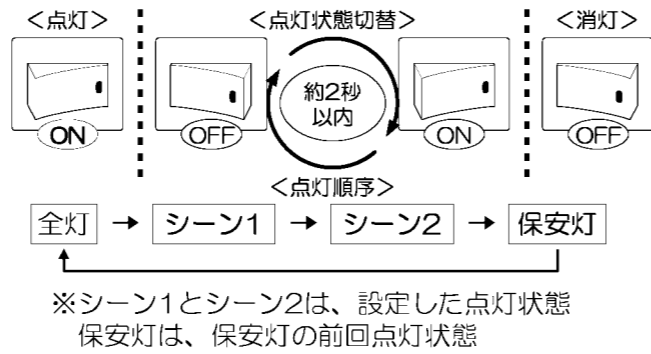 ＜点灯＞ ＜点灯状態切替＞ ＜消灯＞
約2秒
以内
ON OFF ON OFF
＜点灯順序＞
全灯 → シーン1 → シーン2 → 保安灯
※シーン1とシーン2は、設定した点灯状態
保安灯は、保安灯の前回点灯状態